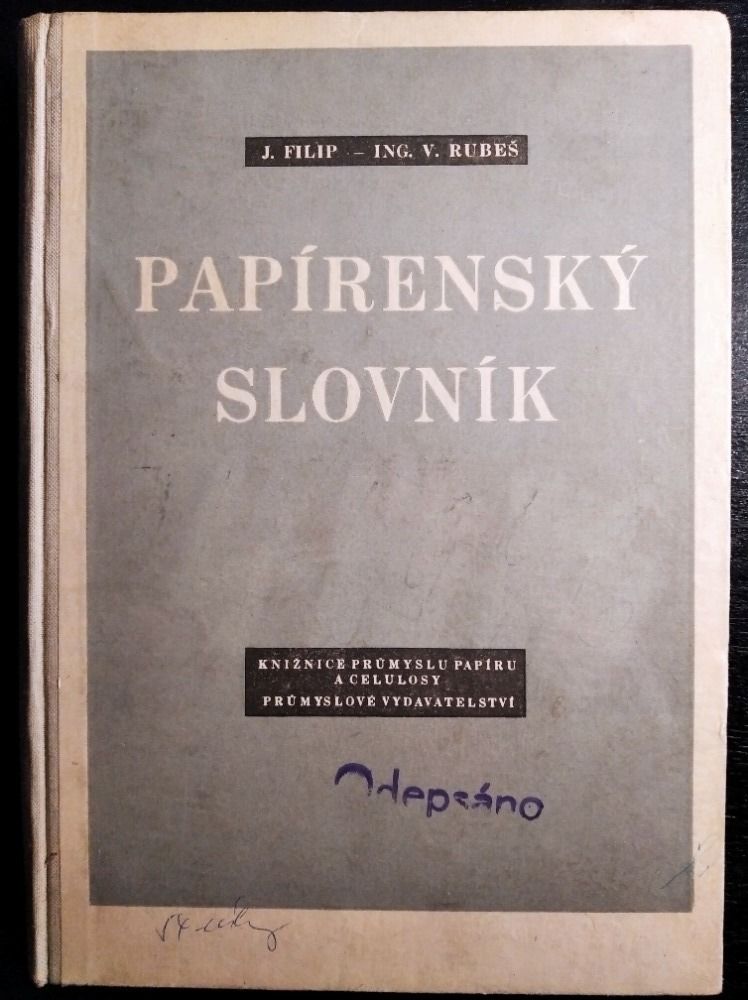 J. FILIP – ING. V. RUBEŠ
PAPÍRENSKÝ
SLOVNÍK
KNIŽNICE PRŮMYSLU PAPÍRU
A CELULOSY
PRŮMYSLOVÉ VYDAVATELSTVÍ
Odepsáno